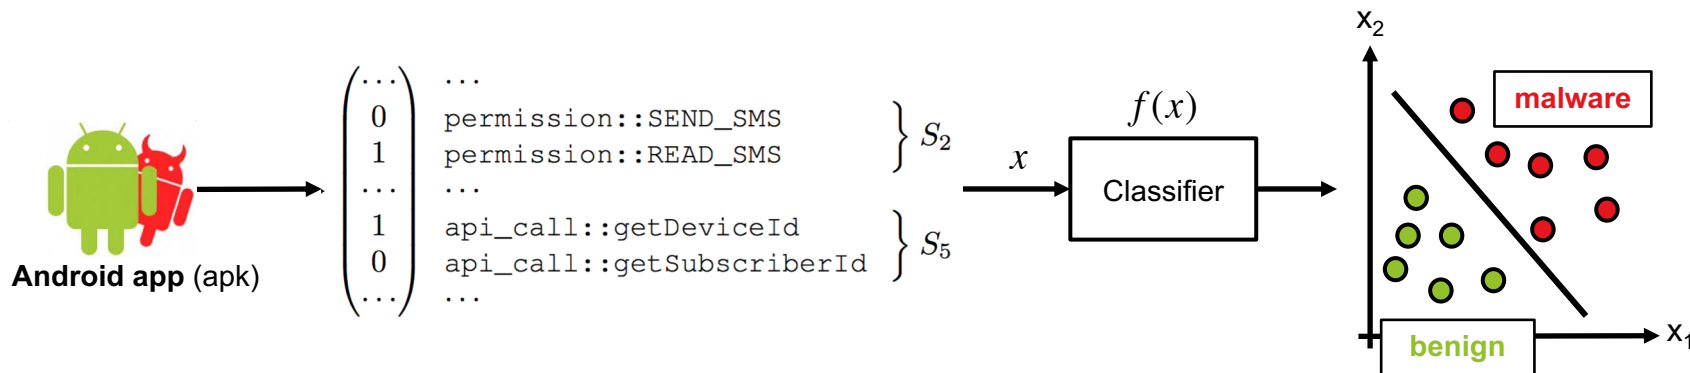 Android app (apk)
...
0 permission::SEND_SMS
1 permission::READ_SMS
S2
... ...
1 api_call::getDeviceId
0 api_call::getSubscriberId
S5
... ...
x
f(x)
Classifier
x2
malware
benign
x1